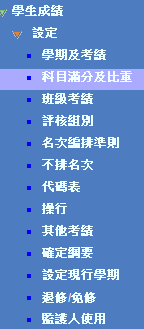 學生成績
設定
學期及考績
科目滿分及比重
班級考績
評核組別
名次編排準則
不排名次
代碼表
操行
其他考績
確定綱要
設定現行學期
退修/免修
監護人使用